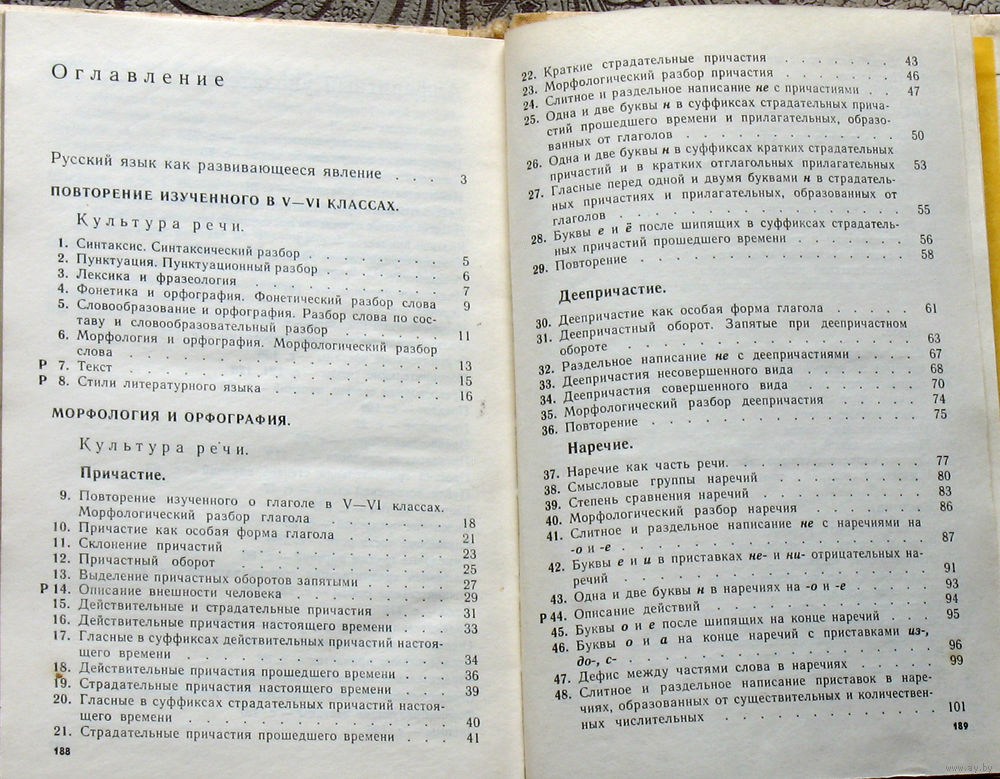 Оглавление
Русский язык как развивающееся явление . . . 3
ПОВТОРЕНИЕ ИЗУЧЕННОГО В V—VI КЛАССАХ.
Культура речи.
1. Синтаксис. Синтаксический разбор . . . . . . . . 5
2. Пунктуация. Пунктуационный разбор . . . . . . . 6
3. Лексика и фразеология . . . . . . . . . . 7
4. Фонетика и орфография. Фонетический разбор слова 9
5. Словообразование и орфография. Разбор слова по сос-
таву и словообразовательный разбор . . . . . . 11
6. Морфология и орфография. Морфологический разбор
слова . . . . . . . . . . . . . . . 13
Р 7. Текст . . . . . . . . . . . . . . . 15
Р 8. Стили литературного языка . . . . . . . . . 16
МОРФОЛОГИЯ И ОРФОГРАФИЯ.
Культура речи.
Причастие.
9. Повторение изученного о глаголе в V—VI классах.
Морфологический разбор глагола . . . . . . . 18
10. Причастие как особая форма глагола . . . . . . 21
11. Склонение причастий . . . . . . . . . . 23
12. Причастный оборот . . . . . . . . . . . 25
13. Выделение причастных оборотов запятыми . . . . . 27
Р 14. Описание внешности человека . . . . . . . . 29
15. Действительные и страдательные причастия . . . . 31
16. Действительные причастия настоящего времени . . . 33
17. Гласные в суффиксах действительных причастий настоя-
щего времени . . . . . . . . . . . . . 34
18. Действительные причастия прошедшего времени . . . 36
19. Страдательные причастия настоящего времени . . . 39
20. Гласные в суффиксах страдательных причастий настоя-
щего времени . . . . . . . . . . . . . 40
21. Страдательные причастия прошедшего времени . . . 41
188
22. Краткие страдательные причастия . . . . . . . 43
23. Морфологический разбор причастия . . . . . . . 46
24. Слитное и раздельное написание не с причастиями . . 47
25. Одна и две буквы н в суффиксах страдательных прича-
стий прошедшего времени и прилагательных, образо-
ванных от глаголов . . . . . . . . . . . 50
26. Одна и две буквы н в суффиксах кратких страдательных
причастий и в кратких отглагольных прилагательных 53
27. Гласные перед одной и двумя буквами н в страдатель-
ных причастиях и прилагательных, образованных от
глаголов . . . . . . . . . . . . . . 55
28. Буквы е и ё после шипящих в суффиксах страдатель-
ных причастий прошедшего времени . . . . . . 56
29. Повторение . . . . . . . . . . . . . 58
Деепричастие.
30. Деепричастие как особая форма глагола . . . . . 61
31. Деепричастный оборот. Запятые при деепричастном
обороте . . . . . . . . . . . . . . 63
32. Раздельное написание не с деепричастиями . . . . 67
33. Деепричастия несовершенного вида . . . . . . . 68
34. Деепричастия совершенного вида . . . . . . . 70
35. Морфологический разбор деепричастия . . . . . . 74
36. Повторение . . . . . . . . . . . . . 75
Наречие.
37. Наречие как часть речи. . . . . . . . . . . 77
38. Смысловые группы наречий . . . . . . . . . 80
39. Степень сравнения наречий . . . . . . . . . 83
40. Морфологический разбор наречия . . . . . . . 86
41. Слитное и раздельное написание не с наречиями на
-о и -е . . . . . . . . . . . . . . . 87
42. Буквы е и и в приставках не- и ни- отрицательных на-
речий . . . . . . . . . . . . . . . 91
43. Одна и две буквы н в наречиях на -о и -е . . . . 93
Р 44. Описание действий . . . . . . . . . . . 94
45. Буквы о и е после шипящих на конце наречий . . . 95
46. Буквы о и а на конце наречий с приставками из-,
до-, с- . . . . . . . . . . . . . . . 96
47. Дефис между частями слова в наречиях . . . . . 99
48. Слитное и раздельное написание приставок в наре-
чиях, образованных от существительных и количествен-
ных числительных . . . . . . . . . . . . 101
189
www.ay.by